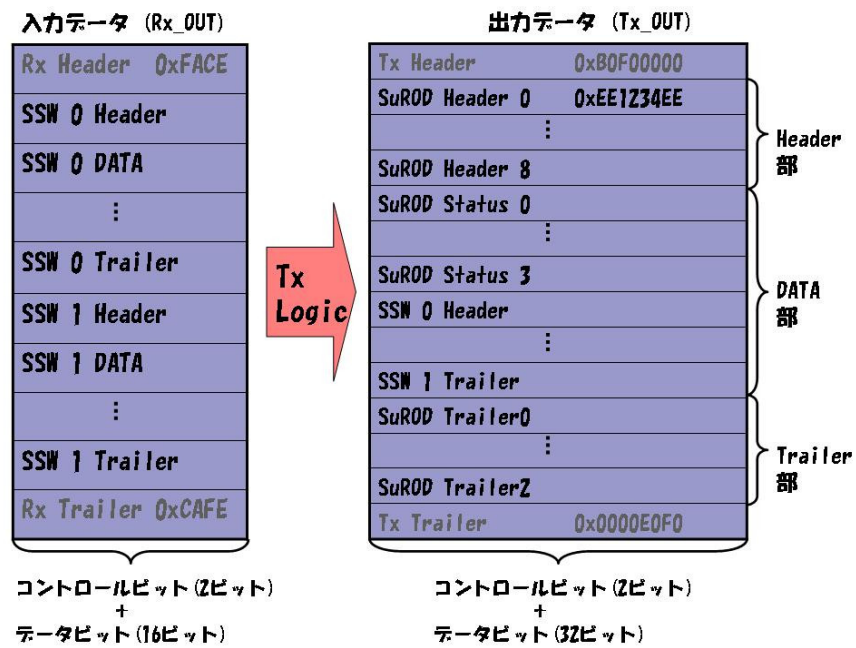 入力データ (Rx_OUT)
Rx Header 0xFACE
SSW 0 Header
SSW 0 DATA
⋮
SSW 0 Trailer
SSW 1 Header
SSW 1 DATA
⋮
SSW 1 Trailer
Rx Trailer 0xCAFE
コントロールビット(2ビット)
+
データビット(16ビット)
Tx
Logic
出力データ (Tx_OUT)
Tx Header 0xB0F00000
SuROD Header 0 0xEE1234EE
⋮
SuROD Header 8
SuROD Status 0
⋮
SuROD Status 3
SSW 0 Header
⋮
SSW 1 Trailer
SuROD Trailer0
⋮
SuROD Trailer2
Tx Trailer 0x0000E0F0
Header
部
DATA
部
Trailer
部
コントロールビット(2ビット)
+
データビット(32ビット)